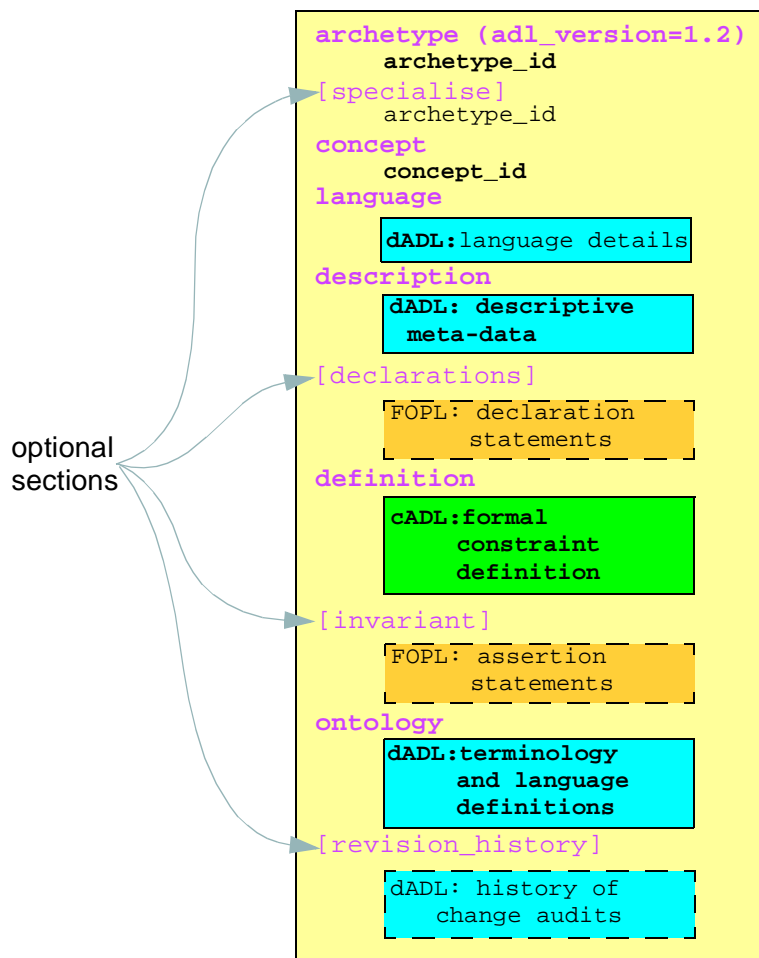 archetype (adl_version=1.2)
archetype_id
[specialise]
archetype_id
concept
concept_id
language
dADL:language details
description
dADL: descriptive
meta-data
[declarations]
FOPL: declaration
statements
optional
sections
definition
cADL:formal
constraint
definition
[invariant]
FOPL: assertion
statements
ontology
dADL:terminology
and language
definitions
[revision_history]
dADL: history of
change audits